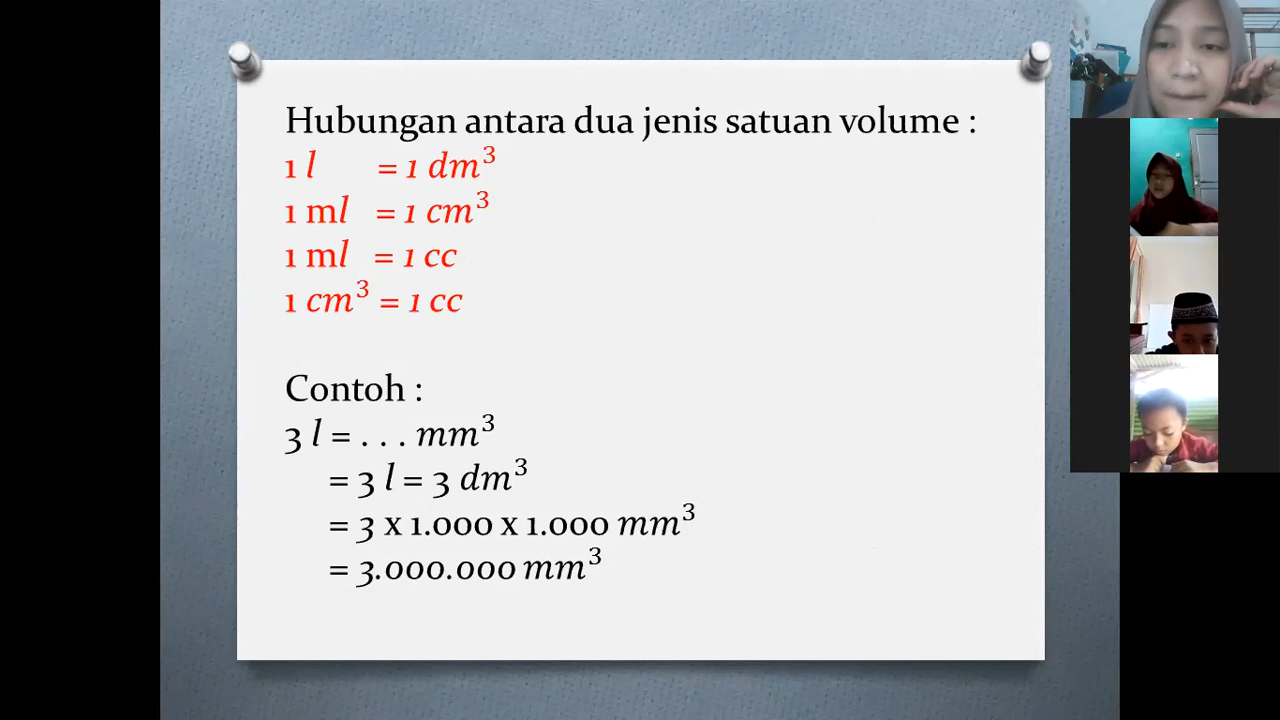 Hubungan antara dua jenis satuan volume :
1 l = 1 dm³
1 ml = 1 cm³
1 ml = 1 cc
1 cm³ = 1 cc
Contoh :
3 l = . . . mm³
= 3 l = 3 dm³
= 3 x 1.000 x 1.000 mm³
= 3.000.000 mm³